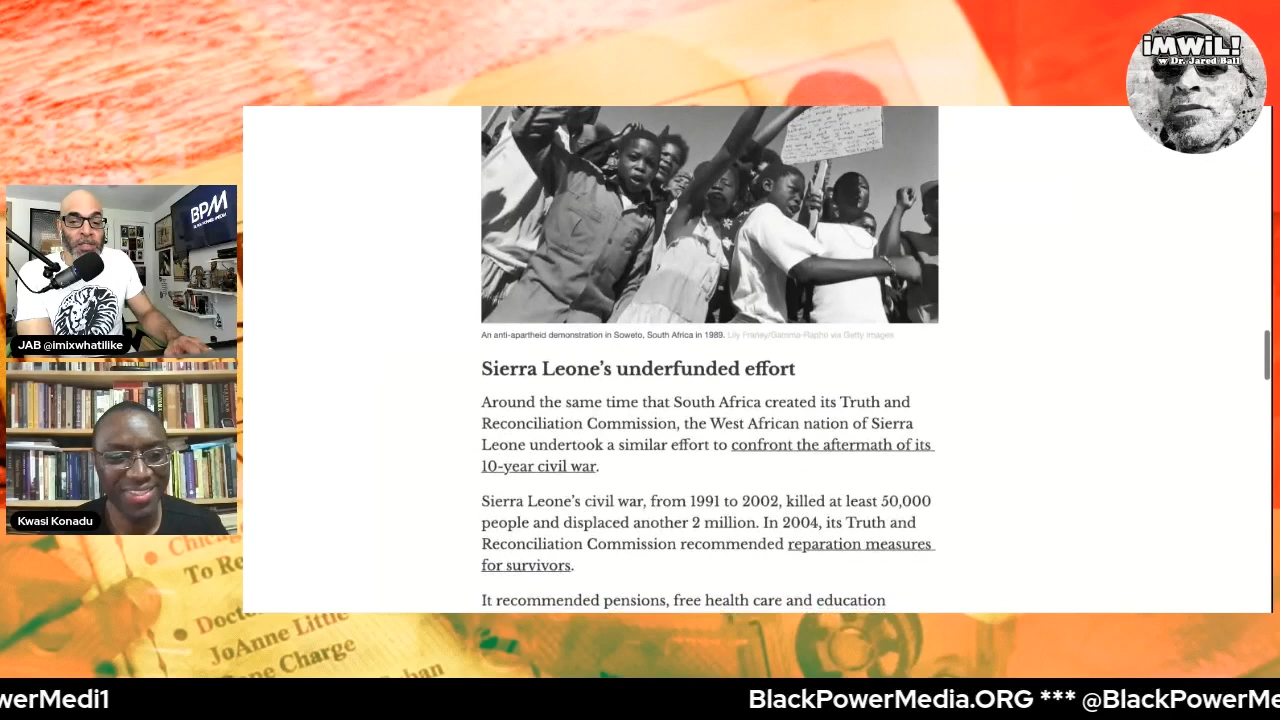 iMWiL!
w Dr. Jared Ball
BPM
JAB @imixwhatilike
Kwasi Konadu
An anti-apartheid demonstration in Soweto, South Africa in 1989. Lily Franey/Gamma-Rapho via Getty Images
Sierra Leone’s underfunded effort
Around the same time that South Africa created its Truth and
Reconciliation Commission, the West African nation of Sierra
Leone undertook a similar effort to confront the aftermath of its
10-year civil war.
Sierra Leone’s civil war, from 1991 to 2002, killed at least 50,000
people and displaced another 2 million. In 2004, its Truth and
Reconciliation Commission recommended reparation measures
for survivors.
It recommended pensions, free health care and education
To Re
JoAnne Little
Charge
werMedi1
BlackPowerMedia.ORG *** @BlackPowerMe